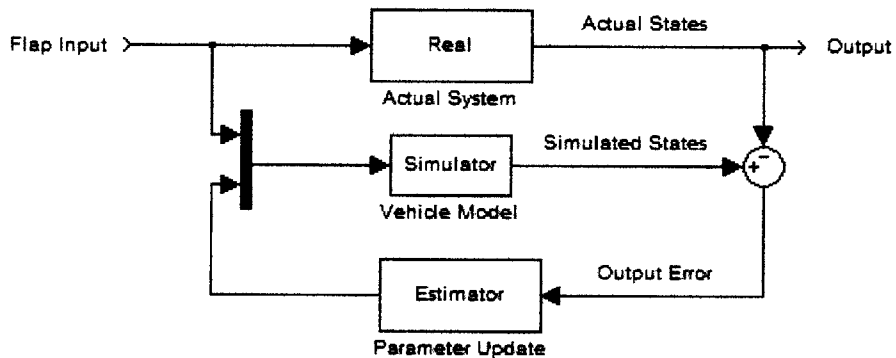 Flap Input
Real
Actual System
Actual States
Output
Simulator
Vehicle Model
Simulated States
+
-
Estimator
Parameter Update
Output Error